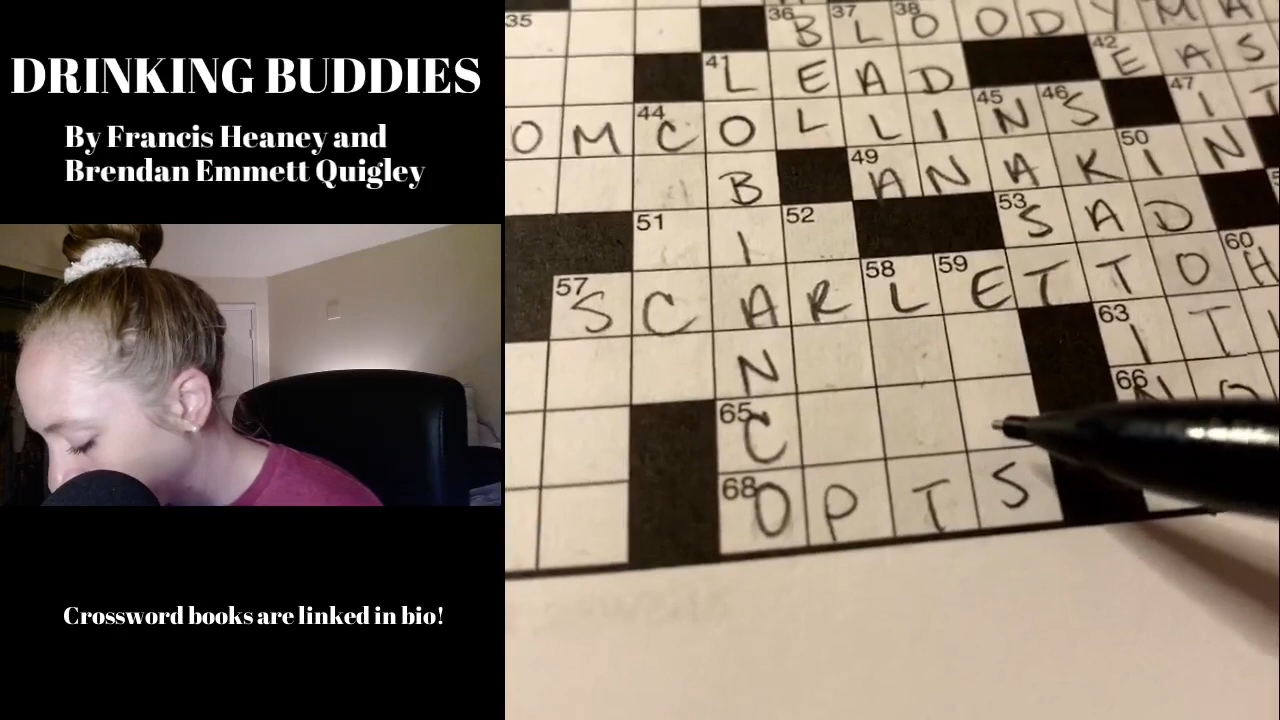 DRINKING BUDDIES
By Francis Heaney and
Brendan Emmett Quigley
Crossword books are linked in bio!
35 36 B 37 L 38 O O D Y M A
41 L E A D 42 E A S
O M 44 C O L L I 45 N 46 S 47 I T
B 49 A N A K 50 I N
51 I 52 53 S A D
57 S C A R 58 L 59 E T T O 60 H
N 63 I T I
65 C 66
68 O P T S